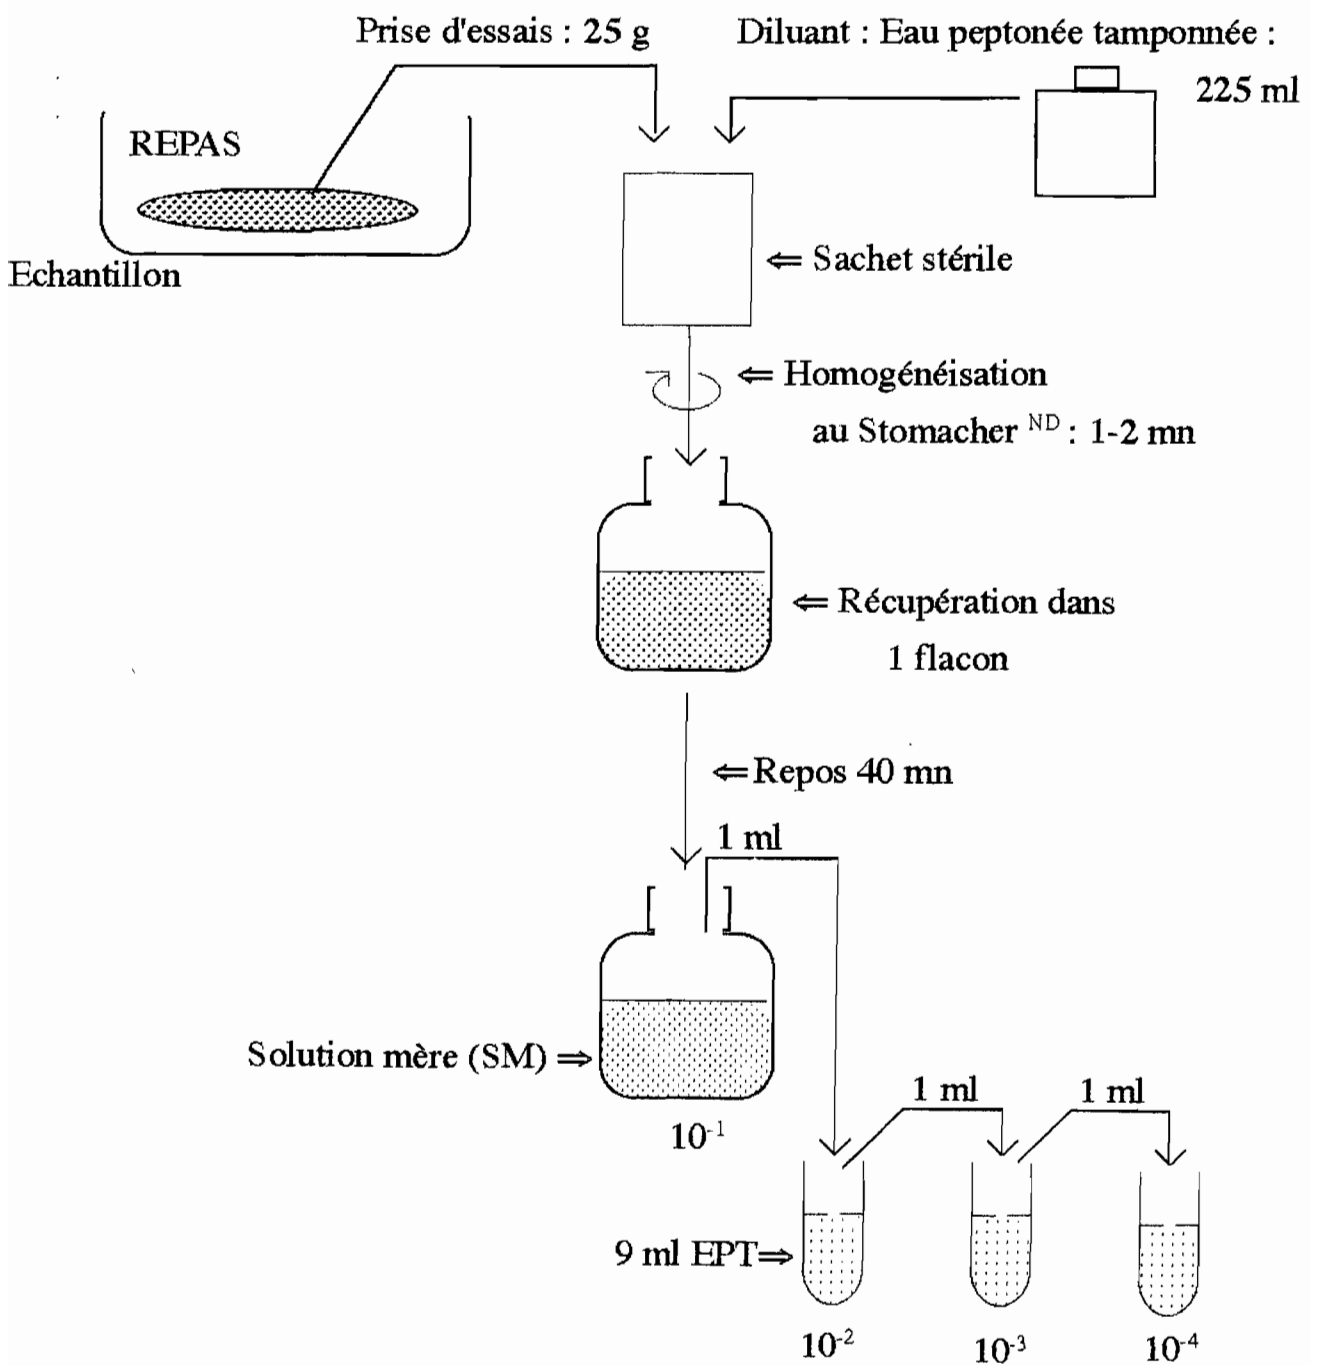 Prise d'essais : 25 g
Diluant : Eau peptonée tamponnée :
225 ml
REPAS
Echantillon
⇐ Sachet stérile
⇐ Homogénéisation
au Stomacher ᴺᴰ : 1-2 mn
⇐ Récupération dans
1 flacon
⇐Repos 40 mn
1 ml
Solution mère (SM) ⇒
10⁻¹
1 ml
1 ml
9 ml EPT⇒
10⁻²
10⁻³
10⁻⁴